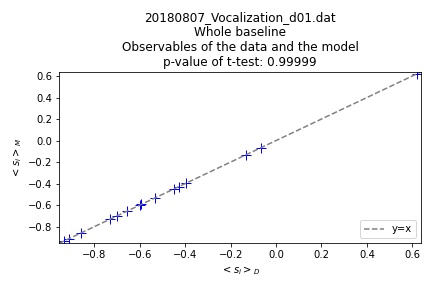 20180807_Vocalization_d01.dat
Whole baseline
Observables of the data and the model
p-value of t-test: 0.99999
0.6
0.4
0.2
0.0
−0.2
−0.4
−0.6
−0.8
< s_i >_M
y=x
−0.8 −0.6 −0.4 −0.2 0.0 0.2 0.4 0.6
< s_i >_D